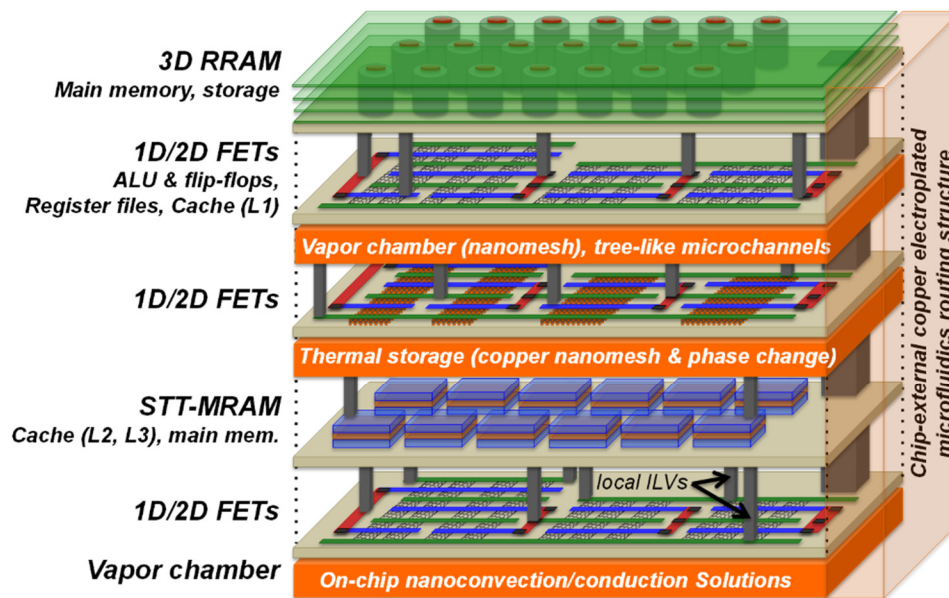 3D RRAM
Main memory, storage
1D/2D FETs
ALU & flip-flops,
Register files, Cache (L1)
Vapor chamber (nanomesh), tree-like microchannels
1D/2D FETs
Thermal storage (copper nanomesh & phase change)
STT-MRAM
Cache (L2, L3), main mem.
local ILVs
1D/2D FETs
Vapor chamber
On-chip nanoconvection/conduction Solutions
Chip-external copper electroplated
microfluidics routing structure